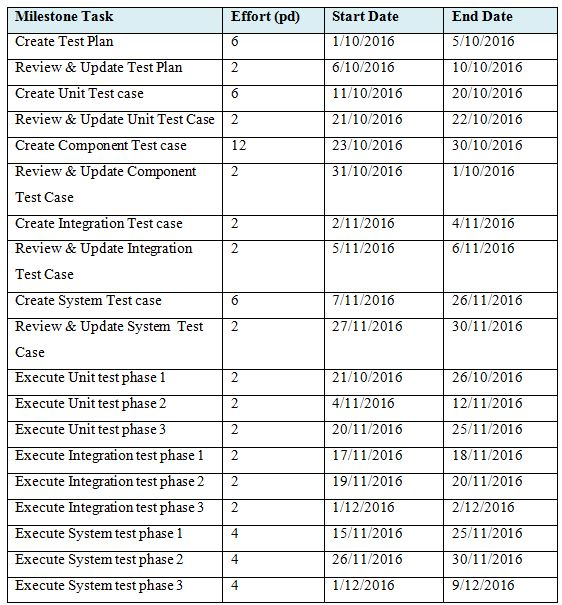 Milestone Task Effort (pd) Start Date End Date
Create Test Plan 6 1/10/2016 5/10/2016
Review & Update Test Plan 2 6/10/2016 10/10/2016
Create Unit Test case 6 11/10/2016 20/10/2016
Review & Update Unit Test Case 2 21/10/2016 22/10/2016
Create Component Test case 12 23/10/2016 30/10/2016
Review & Update Component 2 31/10/2016 1/10/2016
Test Case
Create Integration Test case 2 2/11/2016 4/11/2016
Review & Update Integration 2 5/11/2016 6/11/2016
Test Case
Create System Test case 6 7/11/2016 26/11/2016
Review & Update System Test 2 27/11/2016 30/11/2016
Case
Execute Unit test phase 1 2 21/10/2016 26/10/2016
Execute Unit test phase 2 2 4/11/2016 12/11/2016
Execute Unit test phase 3 2 20/11/2016 25/11/2016
Execute Integration test phase 1 2 17/11/2016 18/11/2016
Execute Integration test phase 2 2 19/11/2016 20/11/2016
Execute Integration test phase 3 2 1/12/2016 2/12/2016
Execute System test phase 1 4 15/11/2016 25/11/2016
Execute System test phase 2 4 26/11/2016 30/11/2016
Execute System test phase 3 4 1/12/2016 9/12/2016